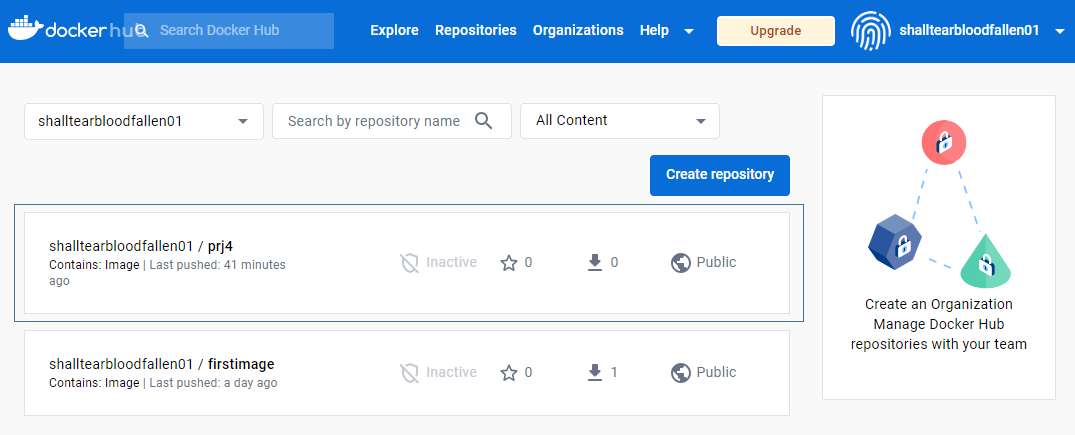 docker hub
Search Docker Hub
Explore Repositories Organizations Help
Upgrade
shalltearbloodfallen01
shalltearbloodfallen01
Search by repository name
All Content
Create repository
shalltearbloodfallen01 / prj4
Contains: Image | Last pushed: 41 minutes
ago
Inactive
0
0
Public
shalltearbloodfallen01 / firstimage
Contains: Image | Last pushed: a day ago
Inactive
0
1
Public
Create an Organization
Manage Docker Hub
repositories with your team